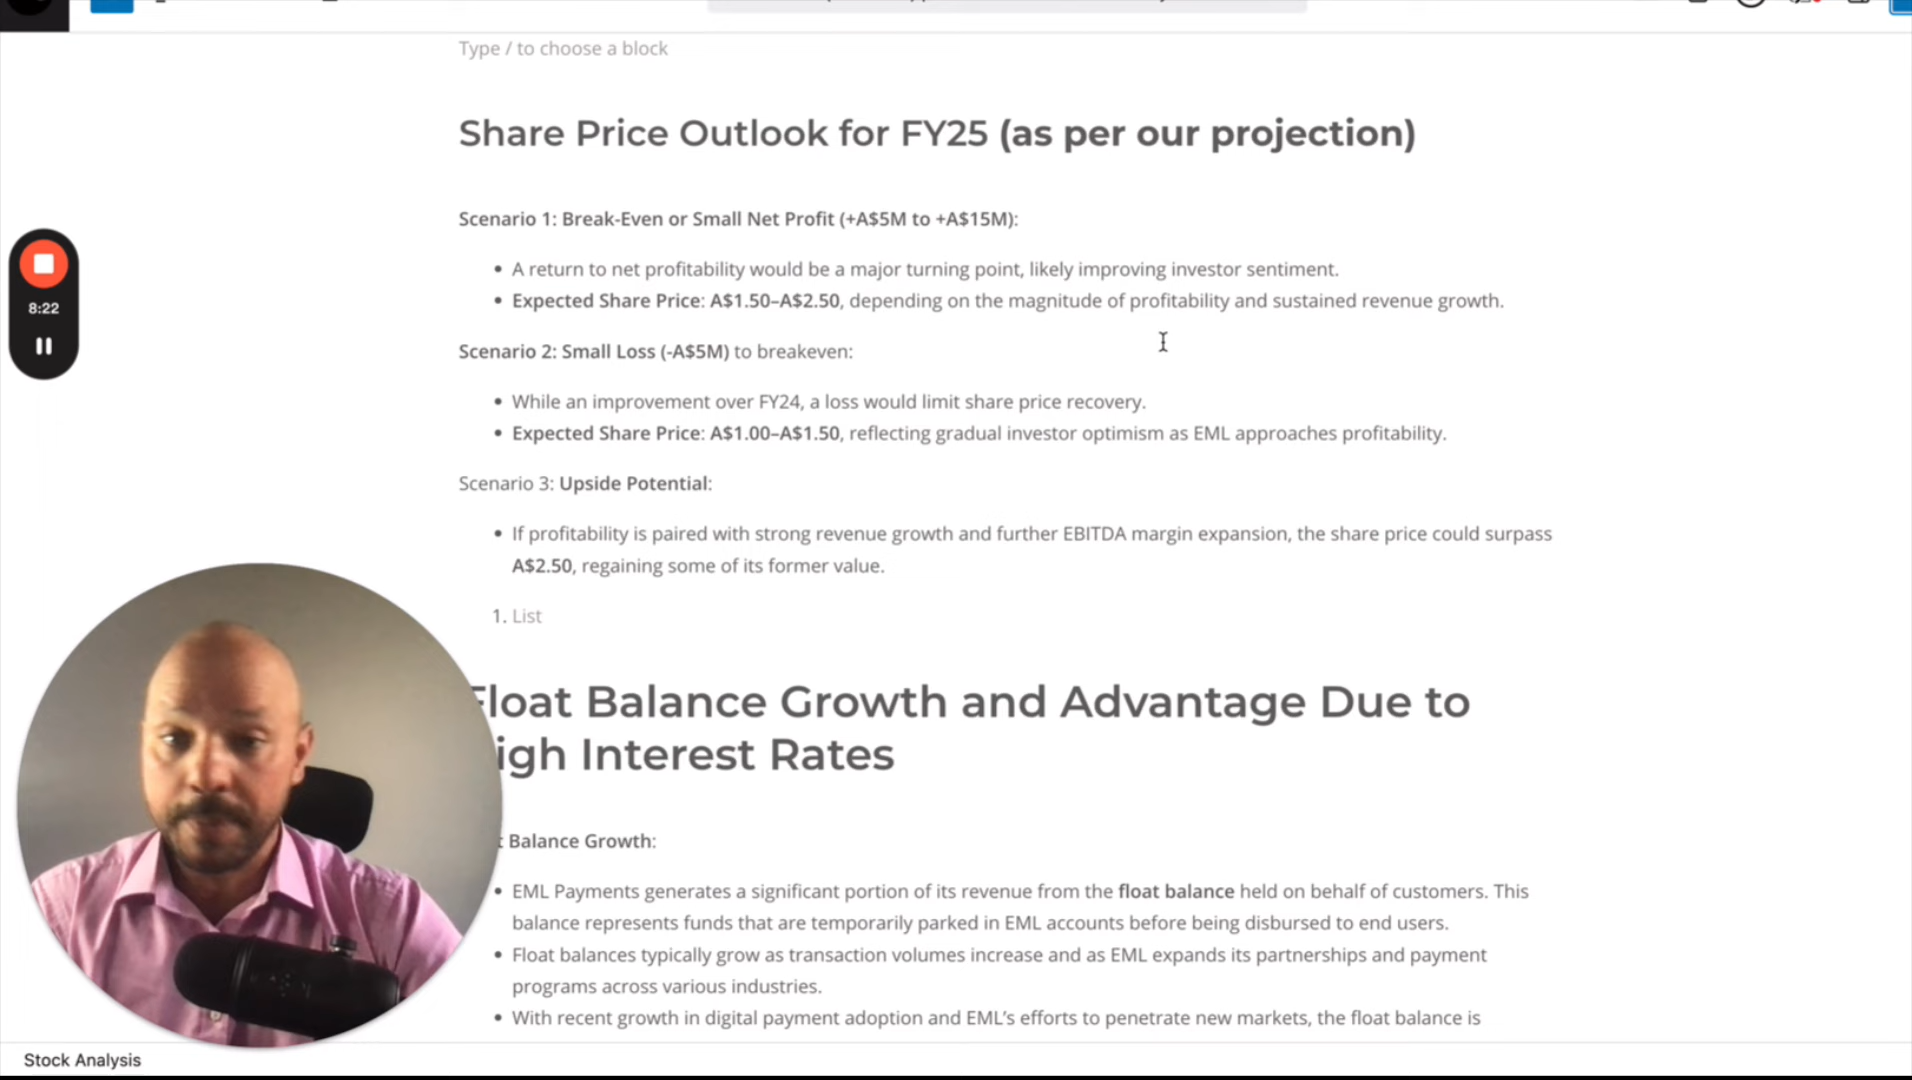 Type / to choose a block
Share Price Outlook for FY25 (as per our projection)
Scenario 1: Break-Even or Small Net Profit (+A$5M to +A$15M):
• A return to net profitability would be a major turning point, likely improving investor sentiment.
• Expected Share Price: A$1.50–A$2.50, depending on the magnitude of profitability and sustained revenue growth.
8:22
Scenario 2: Small Loss (-A$5M) to breakeven:
• While an improvement over FY24, a loss would limit share price recovery.
• Expected Share Price: A$1.00–A$1.50, reflecting gradual investor optimism as EML approaches profitability.
Scenario 3: Upside Potential:
• If profitability is paired with strong revenue growth and further EBITDA margin expansion, the share price could surpass
A$2.50, regaining some of its former value.
1. List
Float Balance Growth and Advantage Due to
igh Interest Rates
t Balance Growth:
• EML Payments generates a significant portion of its revenue from the float balance held on behalf of customers. This
balance represents funds that are temporarily parked in EML accounts before being disbursed to end users.
• Float balances typically grow as transaction volumes increase and as EML expands its partnerships and payment
programs across various industries.
• With recent growth in digital payment adoption and EML’s efforts to penetrate new markets, the float balance is
Stock Analysis